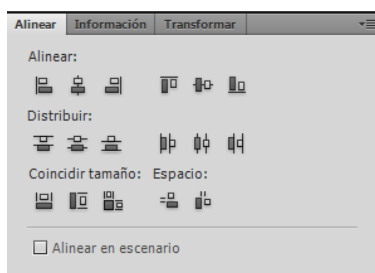 Alinear Información Transformar
Alinear:
Distribuir:
Coincidir tamaño: Espacio:
Alinear en escenario